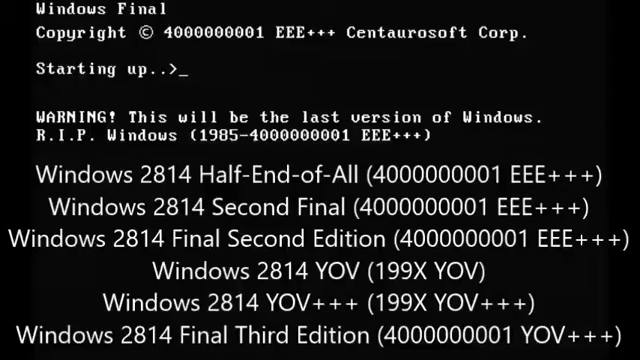 Windows Final
Copyright © 4000000001 EEE+++ Centaurosoft Corp.
Starting up..>_
WARNING! This will be the last version of Windows.
R.I.P. Windows (1985-4000000001 EEE+++)
Windows 2814 Half-End-of-All (4000000001 EEE+++)
Windows 2814 Second Final (4000000001 EEE+++)
Windows 2814 Final Second Edition (4000000001 EEE+++)
Windows 2814 YOV (199X YOV)
Windows 2814 YOV+++ (199X YOV+++)
Windows 2814 Final Third Edition (4000000001 YOV+++)